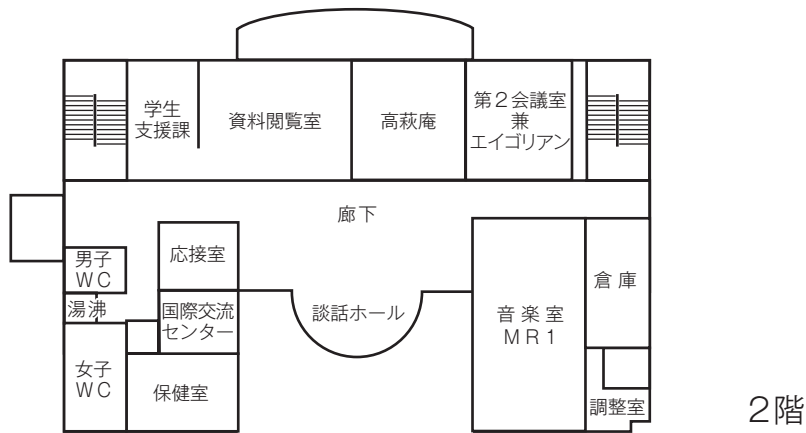 学生
支援課
資料閲覧室
高萩庵
第2会議室
兼
エイゴリアン
廊下
男子
WC
応接室
倉庫
湯沸
国際交流
センター
談話ホール
音楽室
MR1
女子
WC
保健室
調整室
2階